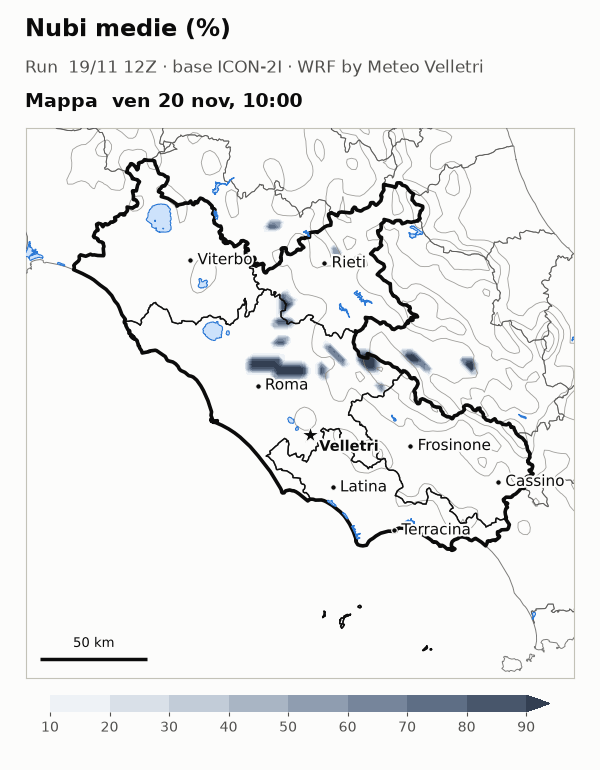 Nubi medie (%)
Run  19/11 12Z · base ICON-2I · WRF by Meteo Velletri
Mappa  ven 20 nov, 10:00
Viterbo
Rieti
Roma
Velletri
Frosinone
Cassino
Latina
Terracina
50 km
10 20 30 40 50 60 70 80 90